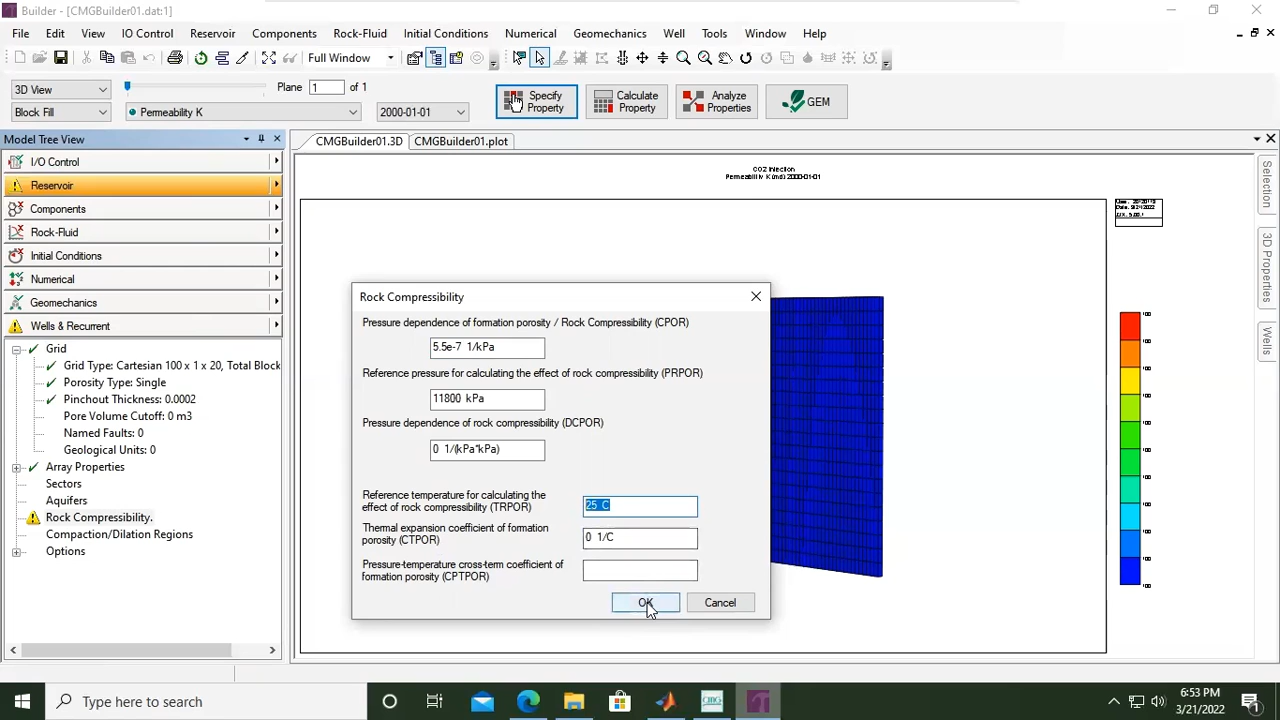 Builder - [CMGBuilder01.dat:1]
File Edit View IO Control Reservoir Components Rock-Fluid Initial Conditions Numerical Geomechanics Well Tools Window Help
Full Window
3D View Plane 1 of 1
Block Fill Permeability K 2000-01-01
Specify Property
Calculate Property
Analyze Properties
GEM
Model Tree View
CMGBuilder01.3D CMGBuilder01.plot
I/O Control
Reservoir
Components
Rock-Fluid
Initial Conditions
Numerical
Geomechanics
Wells & Recurrent
Grid
Grid Type: Cartesian 100 x 1 x 20, Total Block
Porosity Type: Single
Pinchout Thickness: 0.0002
Pore Volume Cutoff: 0 m3
Named Faults: 0
Geological Units: 0
Array Properties
Sectors
Aquifers
Rock Compressibility.
Compaction/Dilation Regions
Options
CO2 Injection
Permeability K (md) 2000-01-01
Selection
3D Properties
Wells
Rock Compressibility
Pressure dependence of formation porosity / Rock Compressibility (CPOR)
5.5e-7 1/kPa
Reference pressure for calculating the effect of rock compressibility (PRPOR)
11800 kPa
Pressure dependence of rock compressibility (DCPOR)
0 1/(kPa*kPa)
Reference temperature for calculating the
effect of rock compressibility (TRPOR)
25 C
Thermal expansion coefficient of formation
porosity (CTPOR)
0 1/C
Pressure-temperature cross-term coefficient of
formation porosity (CPTPOR)
OK Cancel
Type here to search
6:53 PM
3/21/2022